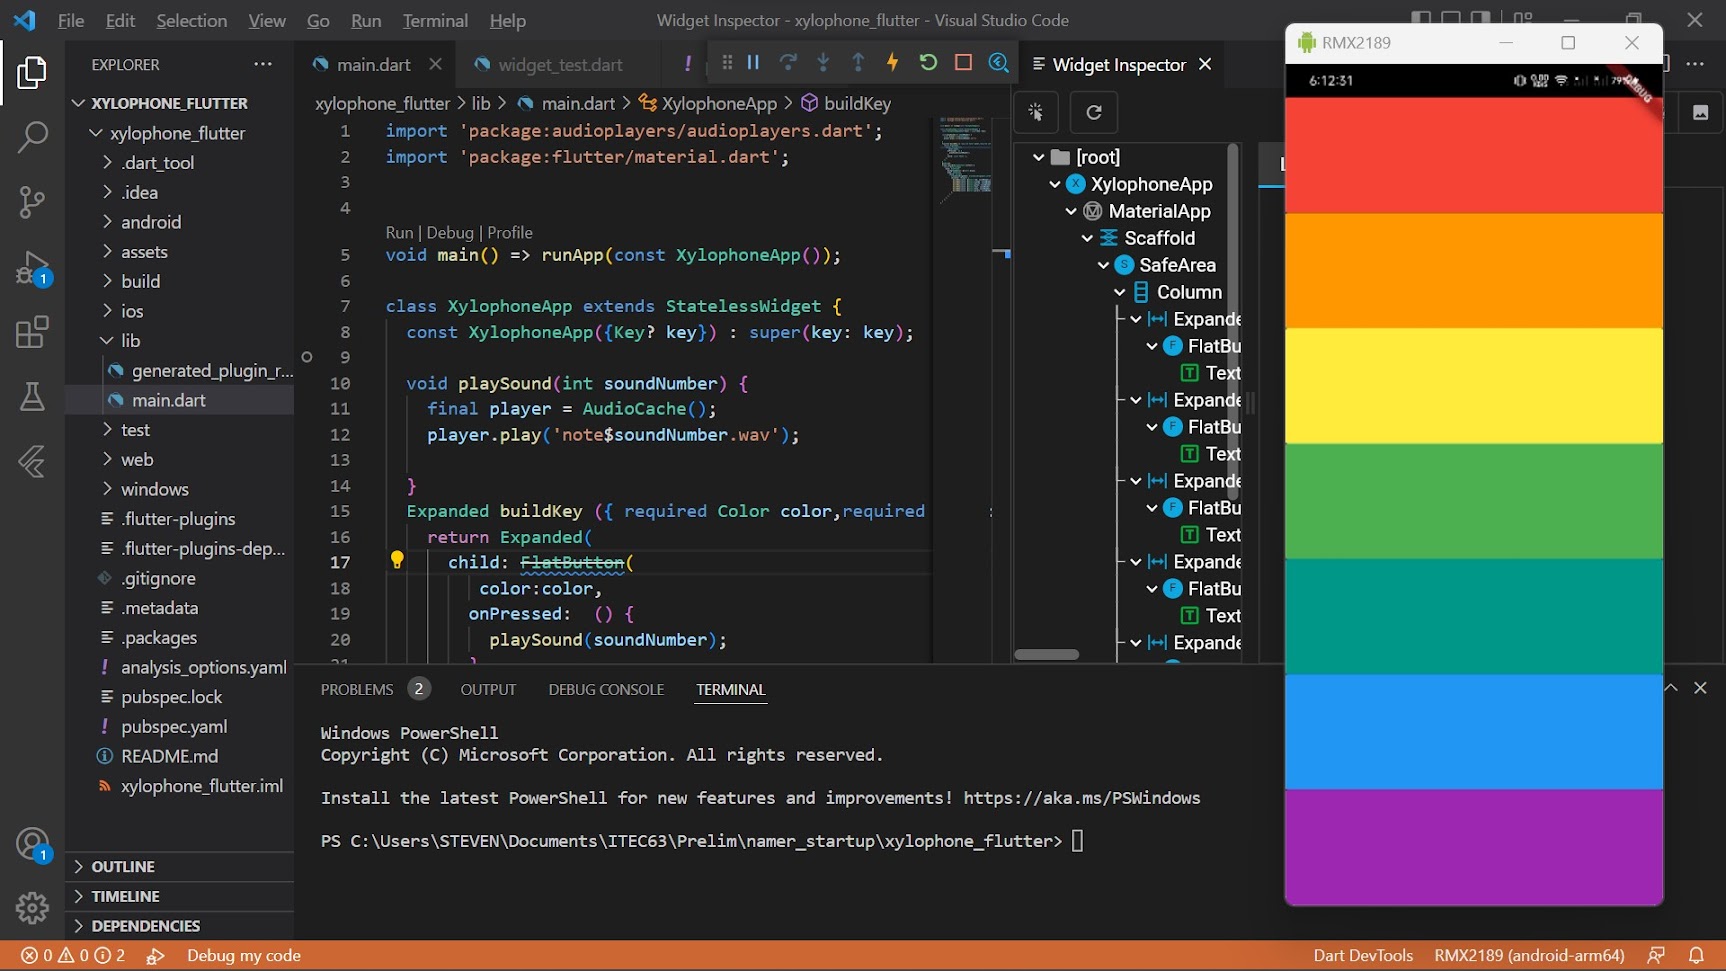 File Edit Selection View Go Run Terminal Help
Widget Inspector - xylophone_flutter - Visual Studio Code
EXPLORER
XYLOPHONE_FLUTTER
xylophone_flutter
.dart_tool
.idea
android
assets
build
ios
lib
generated_plugin_r...
main.dart
test
web
windows
.flutter-plugins
.flutter-plugins-dep...
.gitignore
.metadata
.packages
analysis_options.yaml
pubspec.lock
pubspec.yaml
README.md
xylophone_flutter.iml
OUTLINE
TIMELINE
DEPENDENCIES
1
1
main.dart
widget_test.dart
xylophone_flutter > lib > main.dart > XylophoneApp > buildKey
1 import 'package:audioplayers/audioplayers.dart';
2 import 'package:flutter/material.dart';
3
4
Run | Debug | Profile
5 void main() => runApp(const XylophoneApp());
6
7 class XylophoneApp extends StatelessWidget {
8 const XylophoneApp({Key? key}) : super(key: key);
9
10 void playSound(int soundNumber) {
11 final player = AudioCache();
12 player.play('note$soundNumber.wav');
13
14 }
15 Expanded buildKey ({ required Color color,required
16 return Expanded(
17 child: FlatButton(
18 color:color,
19 onPressed: () {
20 playSound(soundNumber);
Widget Inspector
[root]
XylophoneApp
MaterialApp
Scaffold
SafeArea
Column
Expande
FlatBu
Text
Expande
FlatBu
Text
Expande
FlatBu
Text
Expande
FlatBu
Text
Expande
RMX2189
6:12:31
79%
DEBUG
PROBLEMS 2 OUTPUT DEBUG CONSOLE TERMINAL
Windows PowerShell
Copyright (C) Microsoft Corporation. All rights reserved.
Install the latest PowerShell for new features and improvements! https://aka.ms/PSWindows
PS C:\Users\STEVEN\Documents\ITEC63\Prelim\namer_startup\xylophone_flutter>
0 0 2 Debug my code
Dart DevTools RMX2189 (android-arm64)